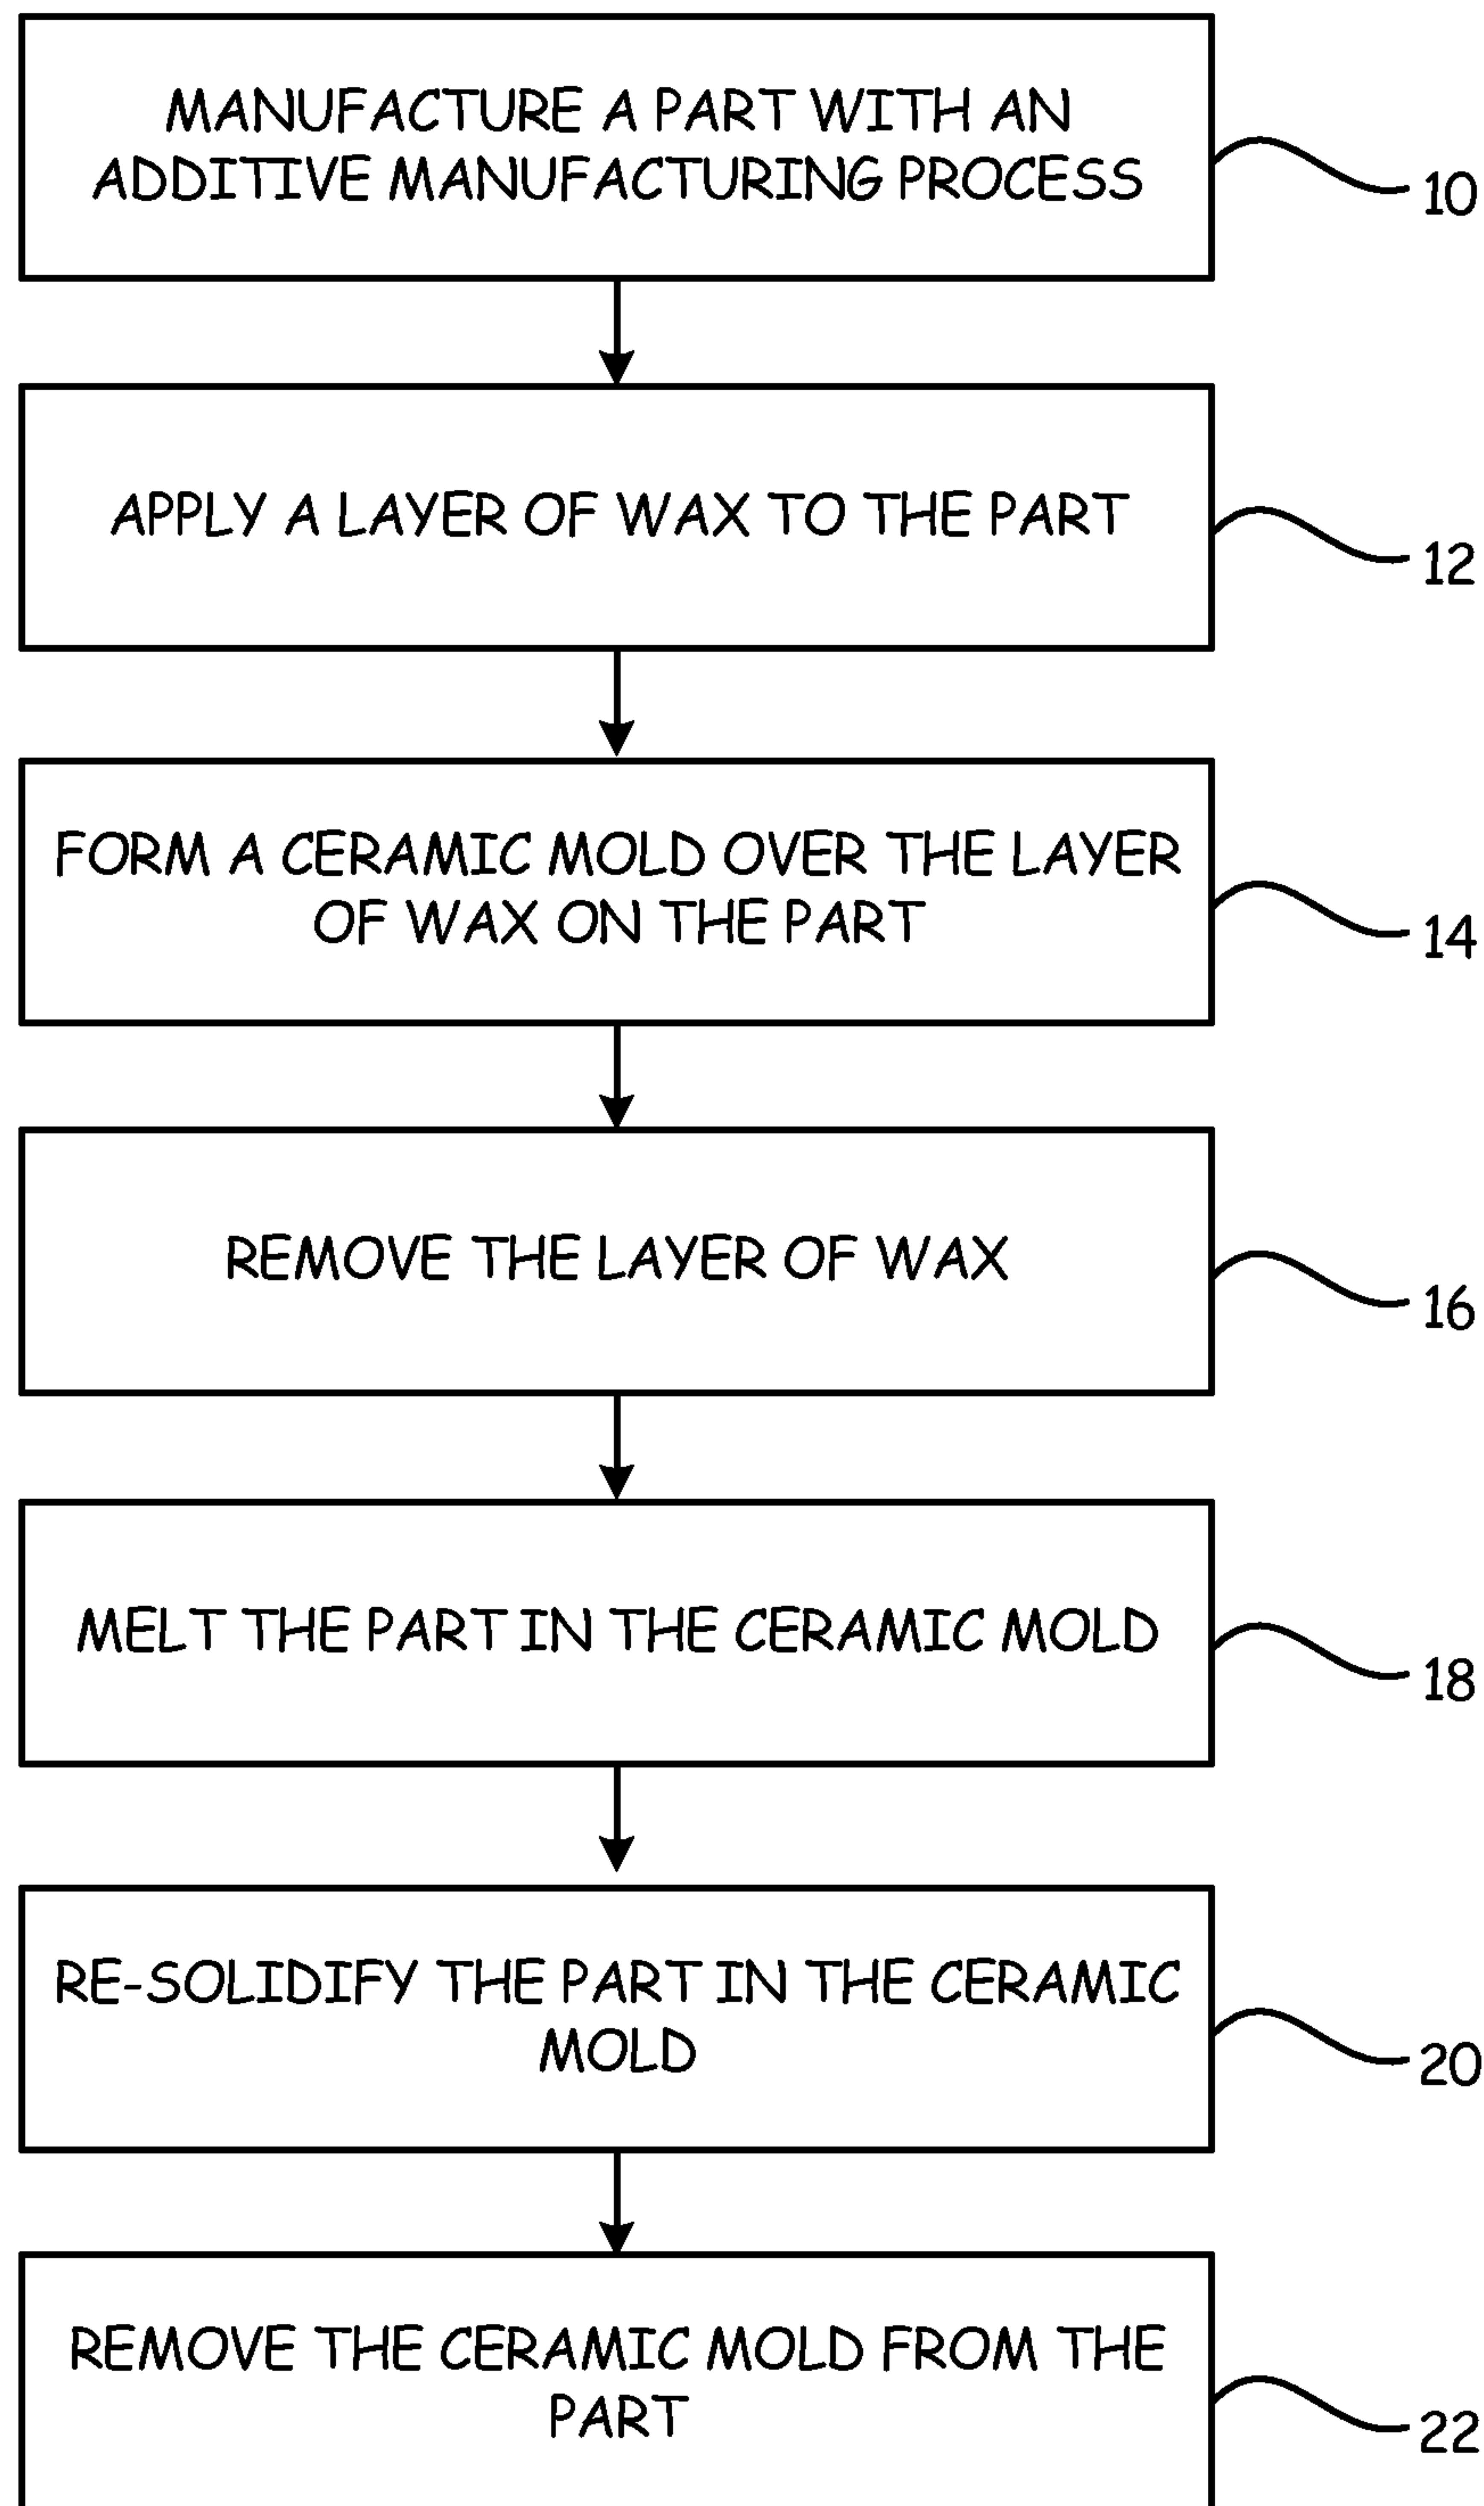 MANUFACTURE A PART WITH AN
ADDITIVE MANUFACTURING PROCESS
10
APPLY A LAYER OF WAX TO THE PART
12
FORM A CERAMIC MOLD OVER THE LAYER
OF WAX ON THE PART
14
REMOVE THE LAYER OF WAX
16
MELT THE PART IN THE CERAMIC MOLD
18
RE-SOLIDIFY THE PART IN THE CERAMIC
MOLD
20
REMOVE THE CERAMIC MOLD FROM THE
PART
22